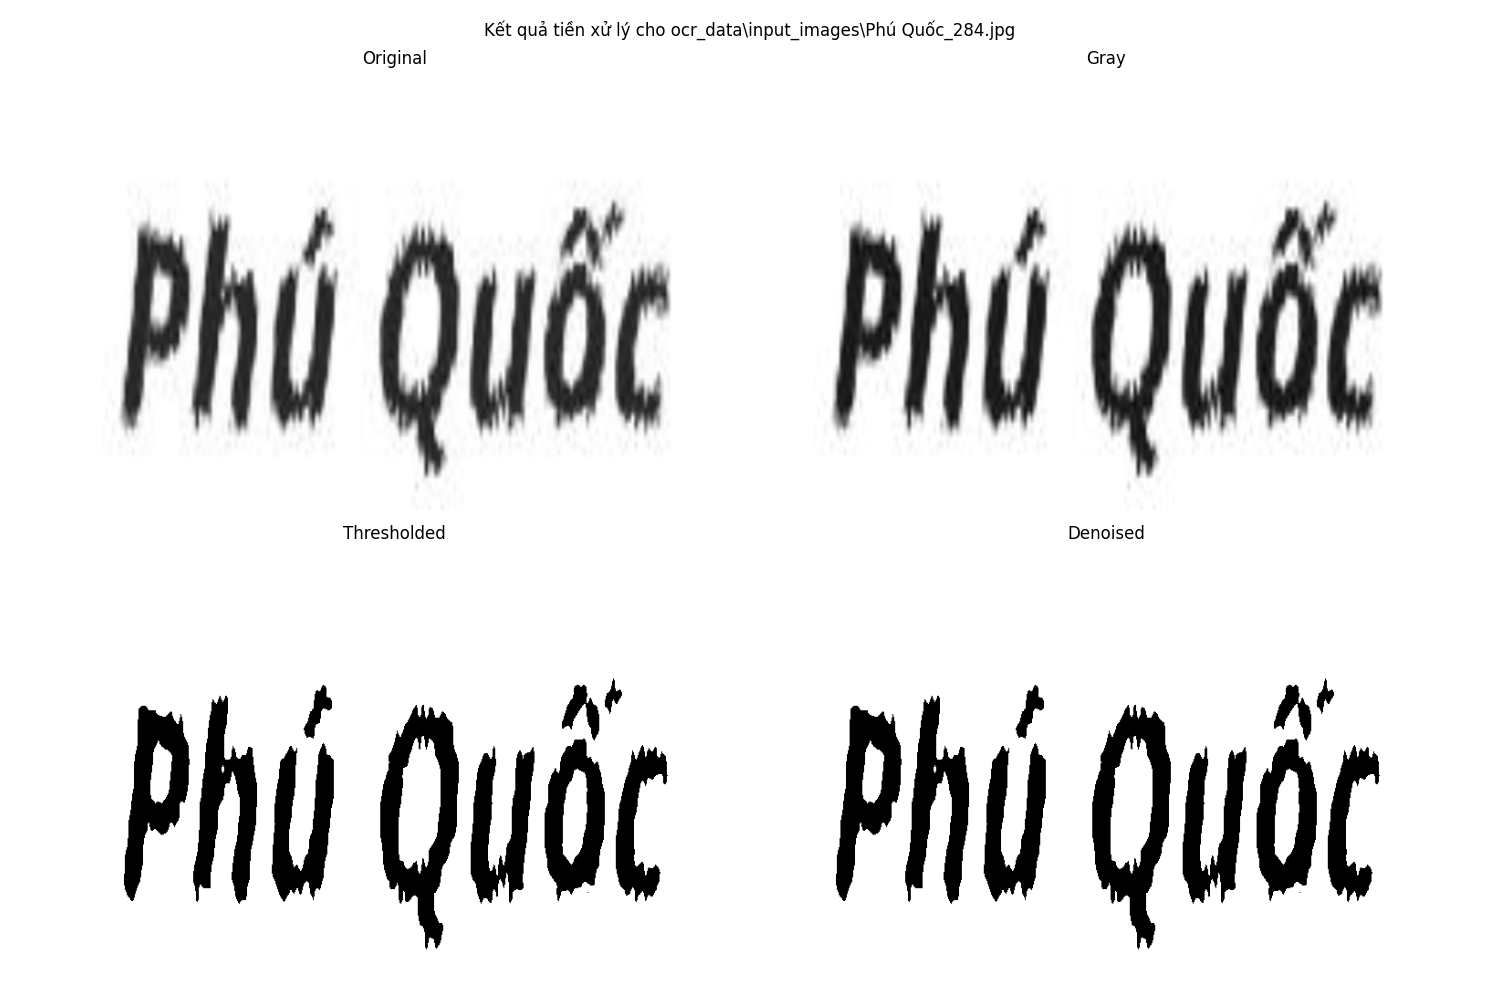 Kết quả tiền xử lý cho ocr_data\input_images\Phú Quốc_284.jpg
Original
Gray
Phú Quốc
Phú Quốc
Thresholded
Denoised
Phú Quốc
Phú Quốc